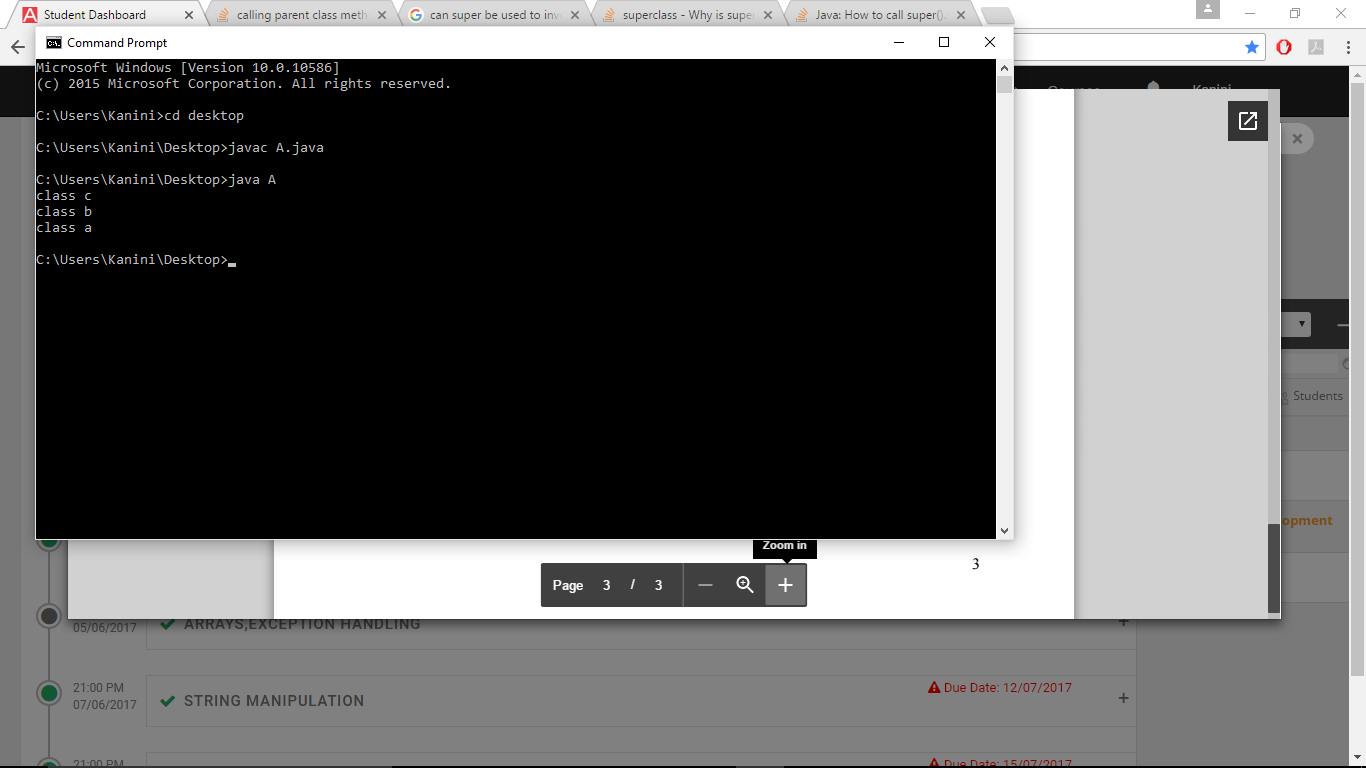 Student Dashboard
calling parent class meth
can super be used to inv
superclass - Why is super
Java: How to call super().
Command Prompt
Microsoft Windows [Version 10.0.10586]
(c) 2015 Microsoft Corporation. All rights reserved.
C:\Users\Kanini>cd desktop
C:\Users\Kanini\Desktop>javac A.java
C:\Users\Kanini\Desktop>java A
class c
class b
class a
C:\Users\Kanini\Desktop>
Kanini
Students
opment
Zoom in
3
Page 3 / 3
05/06/2017
ARRAYS,EXCEPTION HANDLING
21:00 PM
07/06/2017
STRING MANIPULATION
Due Date: 12/07/2017
21:00 PM
Due Date: 15/07/2017